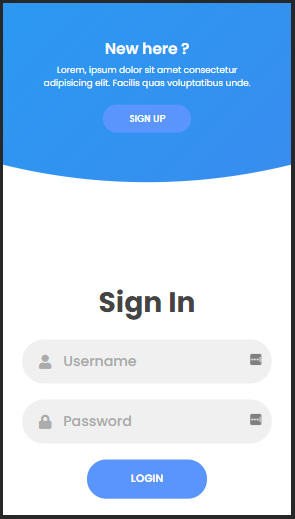 New here ?
Lorem, ipsum dolor sit amet consectetur
adipisicing elit. Facilis quas voluptatibus unde.
SIGN UP
Sign In
Username
Password
LOGIN